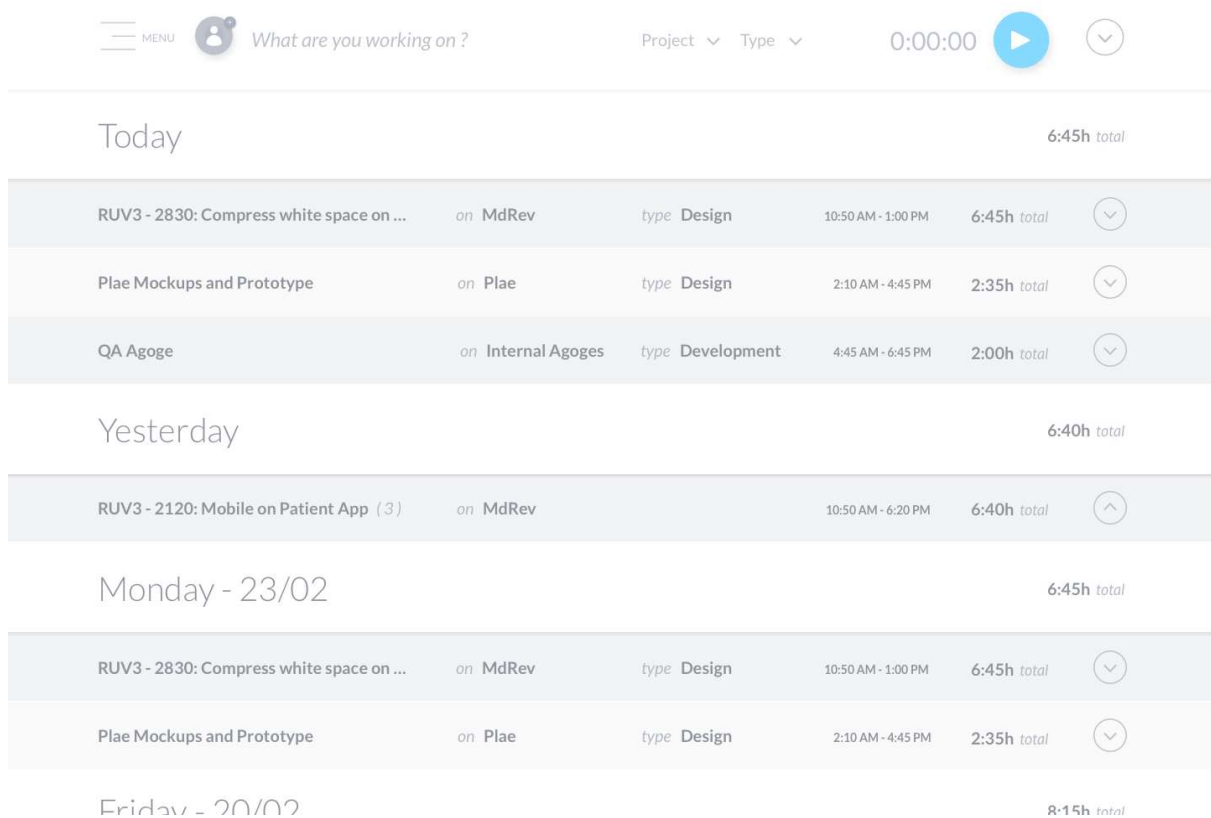 MENU What are you working on ? Project Type 0:00:00
Today 6:45h total
RUV3 - 2830: Compress white space on ... on MdRev type Design 10:50 AM - 1:00 PM 6:45h total
Plae Mockups and Prototype on Plae type Design 2:10 AM - 4:45 PM 2:35h total
QA Agoge on Internal Agoges type Development 4:45 AM - 6:45 PM 2:00h total
Yesterday 6:40h total
RUV3 - 2120: Mobile on Patient App (3) on MdRev 10:50 AM - 6:20 PM 6:40h total
Monday - 23/02 6:45h total
RUV3 - 2830: Compress white space on ... on MdRev type Design 10:50 AM - 1:00 PM 6:45h total
Plae Mockups and Prototype on Plae type Design 2:10 AM - 4:45 PM 2:35h total
Friday - 20/02 8:15h total